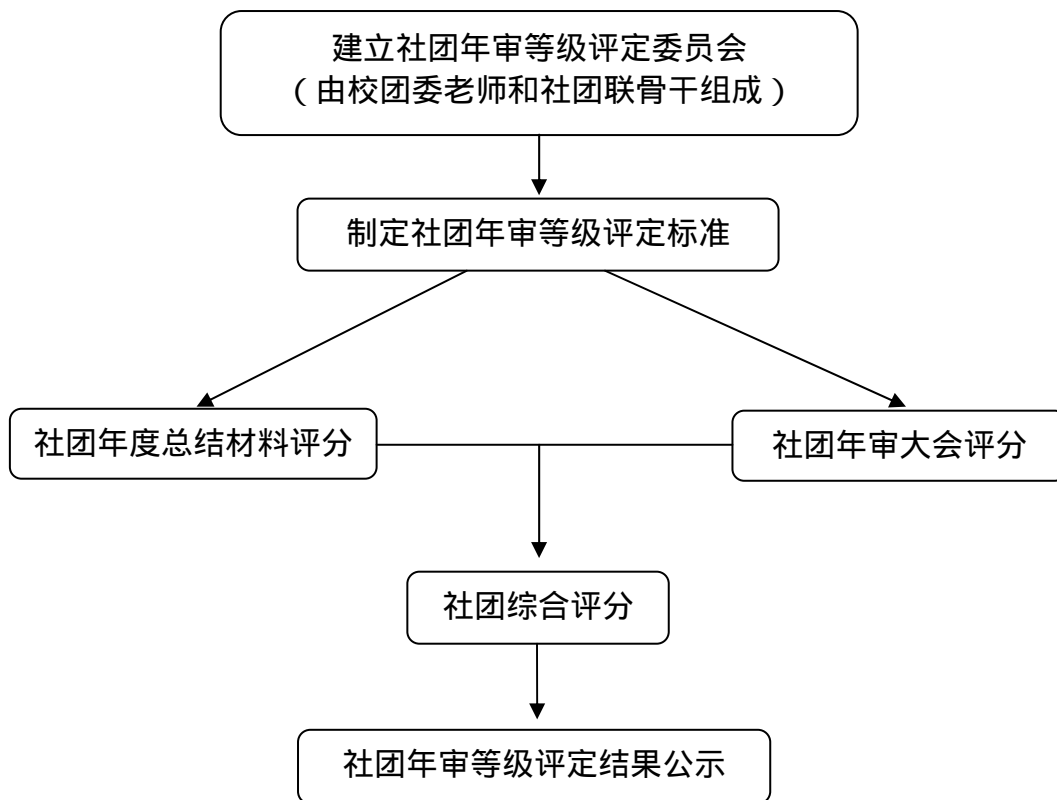 建立社团年审等级评定委员会
（由校团委老师和社团联骨干组成）
制定社团年审等级评定标准
社团年度总结材料评分
社团年审大会评分
社团综合评分
社团年审等级评定结果公示